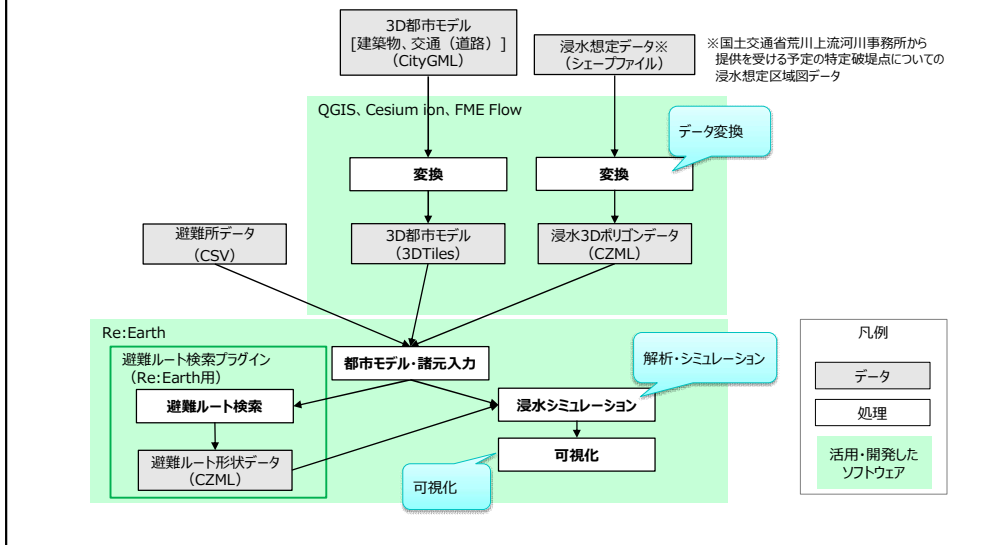 3D都市モデル
[建築物、交通（道路）]
（CityGML）
浸水想定データ※
（シェープファイル）
※国土交通省荒川上流河川事務所から
提供を受ける予定の特定破堤点についての
浸水想定区域図データ
QGIS、Cesium ion、FME Flow
データ変換
変換
変換
避難所データ
（CSV）
3D都市モデル
（3DTiles）
浸水3Dポリゴンデータ
（CZML）
Re:Earth
避難ルート検索プラグイン
（Re:Earth用）
都市モデル・諸元入力
解析・シミュレーション
避難ルート検索
浸水シミュレーション
避難ルート形状データ
（CZML）
可視化
可視化
凡例
データ
処理
活用・開発した
ソフトウェア